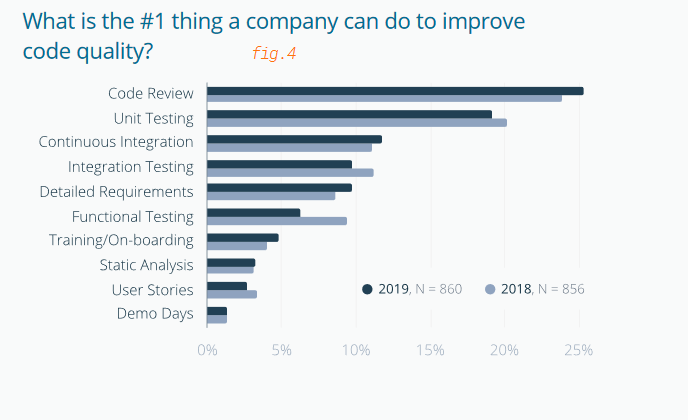 What is the #1 thing a company can do to improve
code quality?
fig.4
Code Review
Unit Testing
Continuous Integration
Integration Testing
Detailed Requirements
Functional Testing
Training/On-boarding
Static Analysis
User Stories
Demo Days
2019, N = 860
2018, N = 856
0% 5% 10% 15% 20% 25%